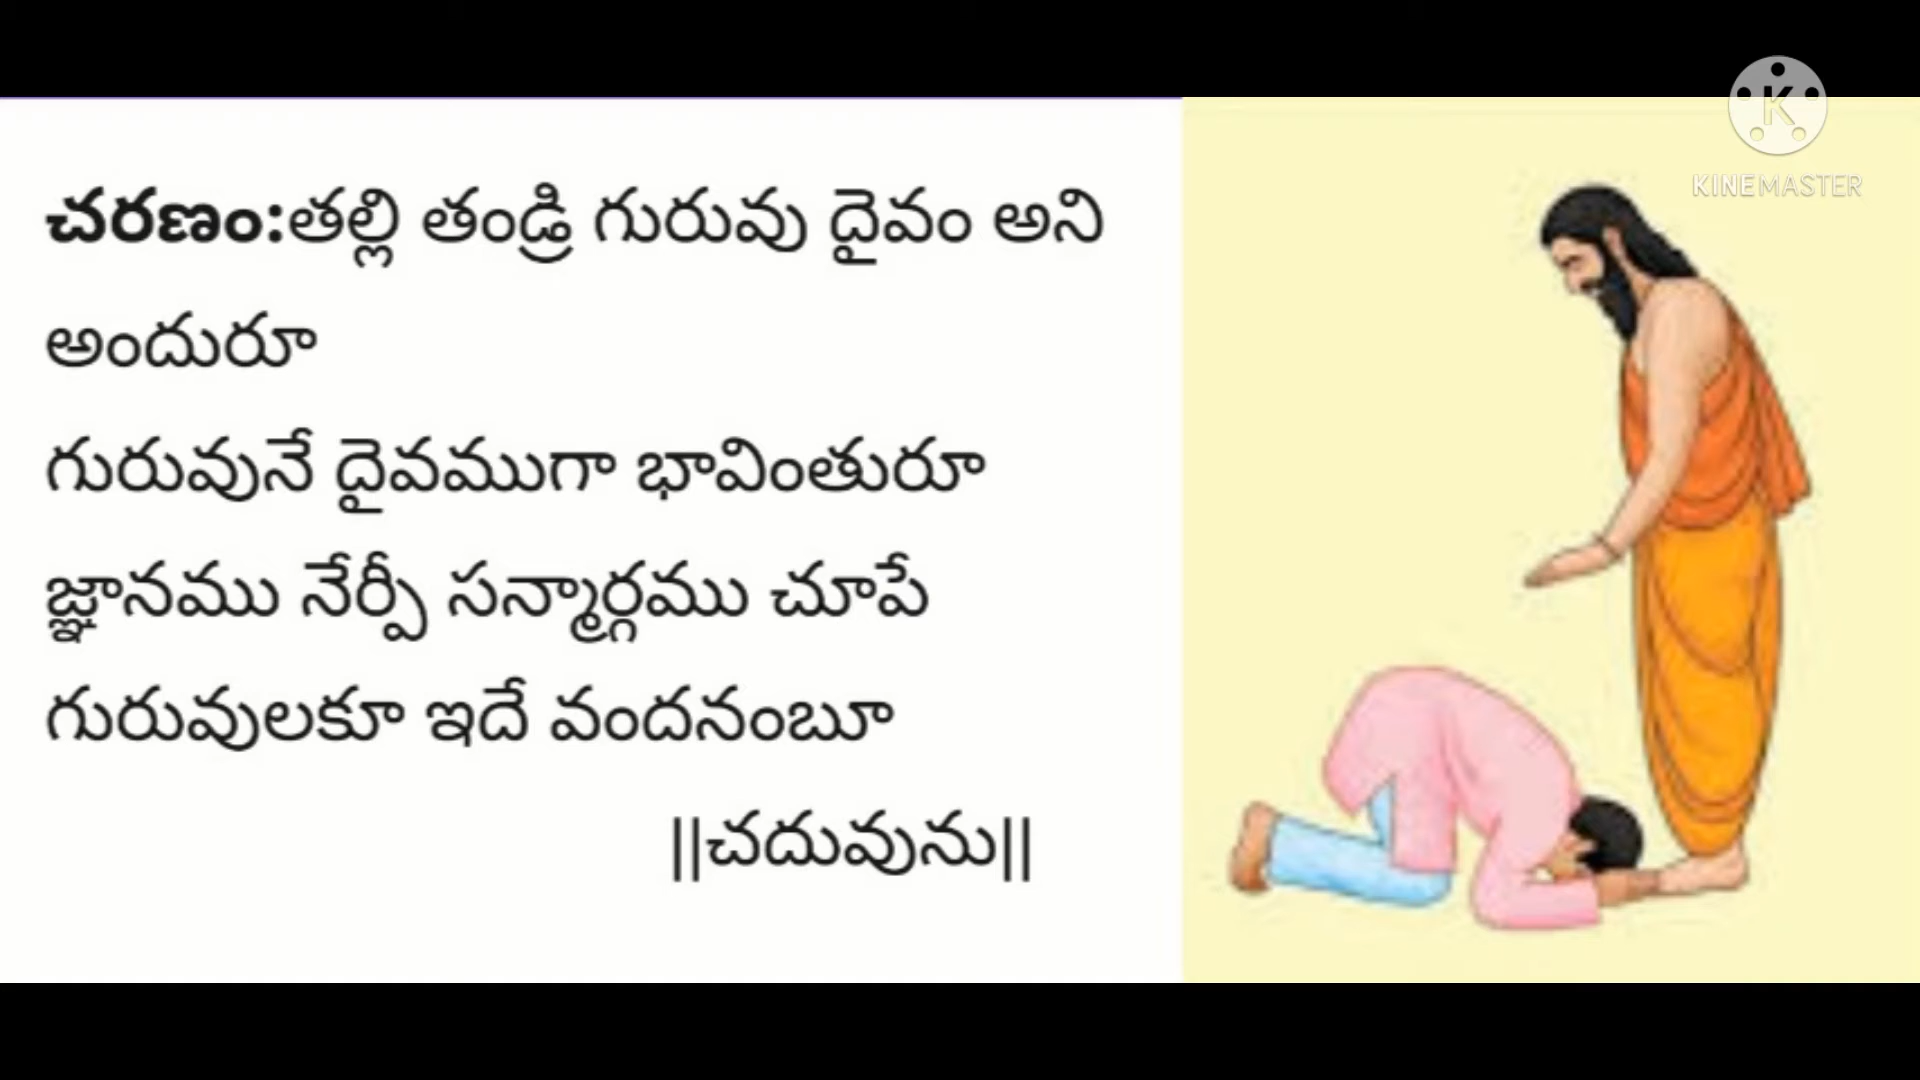 చరణం:తల్లి తండ్రి గురువు దైవం అని
అందురూ
గురువునే దైవముగా భావింతురూ
జ్ఞానము నేర్పీ సన్మార్గము చూపే
గురువులకూ ఇదే వందనంబూ
||చదువును||
K
KINEMASTER